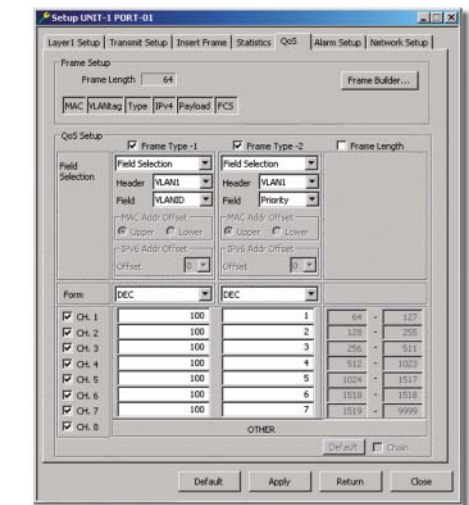 Setup UNIT-1 PORT-01
Layer1 Setup Transmit Setup Insert Frame Statistics QoS Alarm Setup Network Setup
Frame Setup
Frame Length 64 Frame Builder...
MAC VLANtag Type IPv4 Payload FCS
QoS Setup
Frame Type -1 Frame Type -2 Frame Length
Field Selection Field Selection Field Selection
Header VLAN1 Header VLAN1
Field VLANID Field Priority
MAC Addr Offset MAC Addr Offset
Upper Lower Upper Lower
IPv6 Addr Offset IPv6 Addr Offset
Offset 0 Offset 0
Form DEC DEC
CH. 1 100 1 64 - 127
CH. 2 100 2 128 - 255
CH. 3 100 3 256 - 511
CH. 4 100 4 512 - 1023
CH. 5 100 5 1024 - 1517
CH. 6 100 6 1518 - 1518
CH. 7 100 7 1519 - 9999
CH. 8 OTHER
Default Chain
Default Apply Return Close